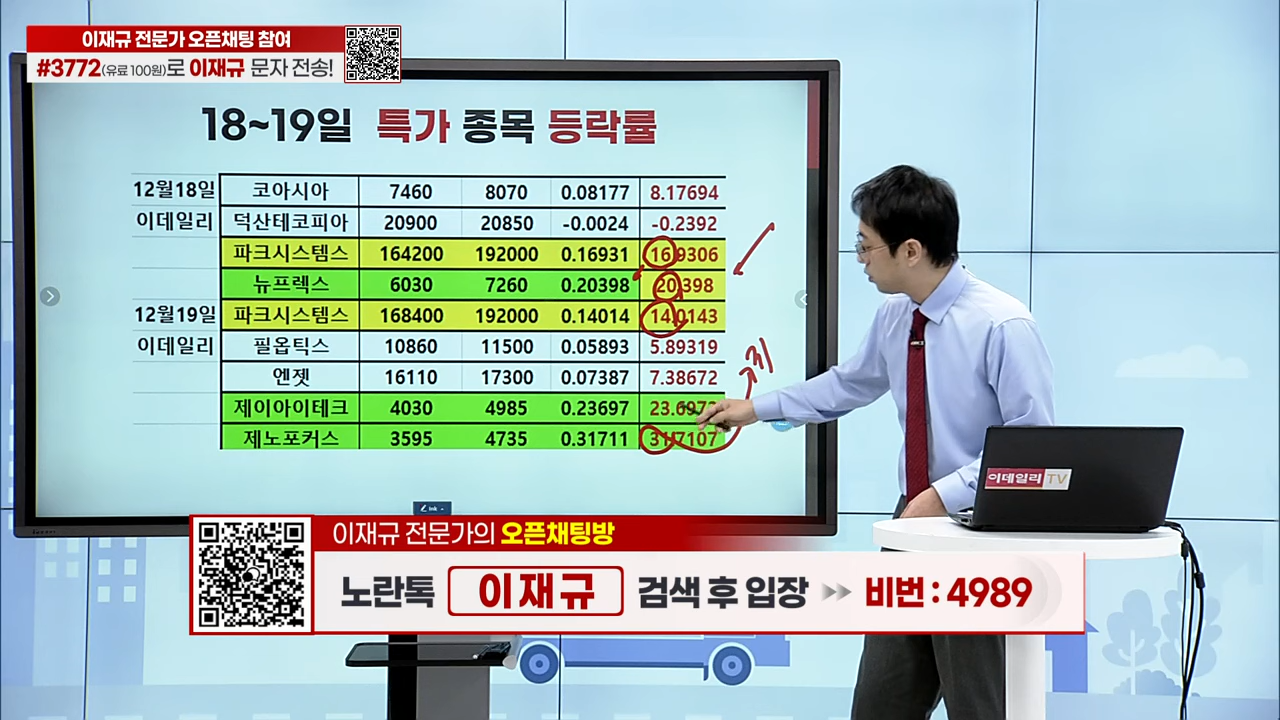 이재규 전문가 오픈채팅 참여
#3772(유료 100원)로 이재규 문자 전송!
18~19일 특가 종목 등락률
12월18일 코아시아 7460 8070 0.08177 8.17694
이데일리 덕산테코피아 20900 20850 -0.0024 -0.2392
파크시스템스 164200 192000 0.16931 16.9306
뉴프렉스 6030 7260 0.20398 20.398
12월19일 파크시스템스 168400 192000 0.14014 14.0143
이데일리 필옵틱스 10860 11500 0.05893 5.89319
엔젯 16110 17300 0.07387 7.38672
제이아이테크 4030 4985 0.23697
제노포커스 3595 4735 0.31711 31.7107
Ink
이데일리TV
이재규 전문가의 오픈채팅방
노란톡 이재규 검색 후 입장 비번 : 4989